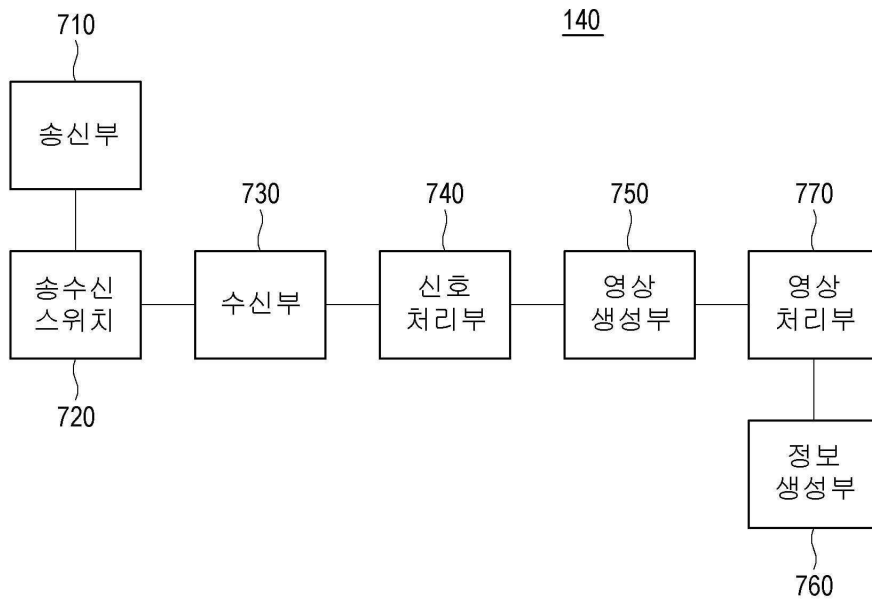 140
710
송신부
730
740
750
770
송수신
스위치
수신부
신호
처리부
영상
생성부
영상
처리부
720
정보
생성부
760